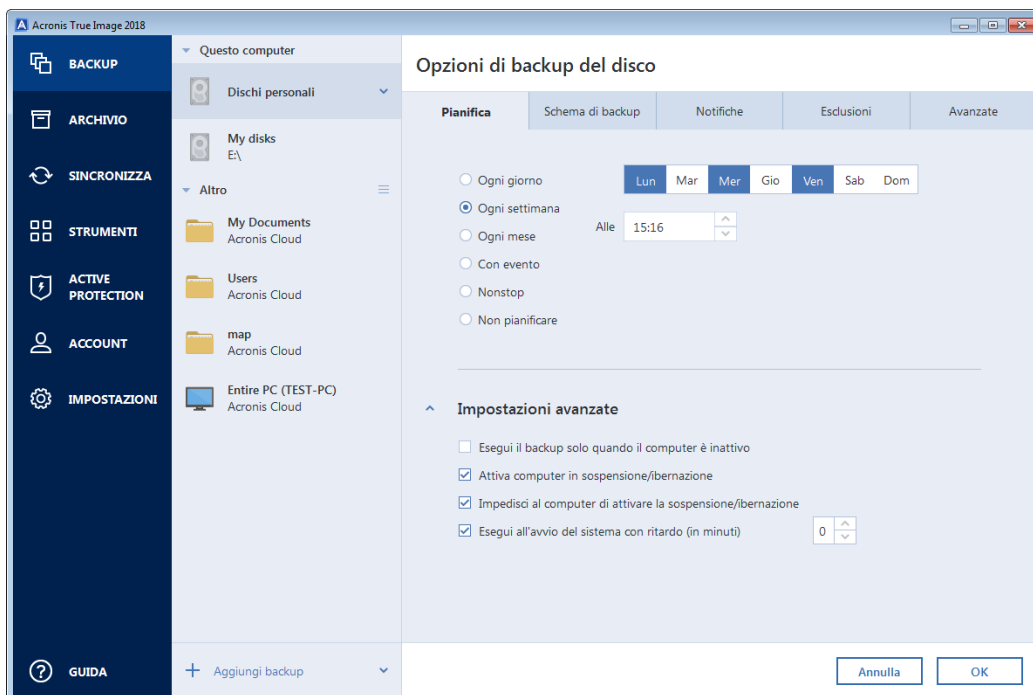 Acronis True Image 2018
BACKUP
ARCHIVIO
SINCRONIZZA
STRUMENTI
ACTIVE
PROTECTION
ACCOUNT
IMPOSTAZIONI
GUIDA
Questo computer
Dischi personali
My disks
E:\
Altro
My Documents
Acronis Cloud
Users
Acronis Cloud
map
Acronis Cloud
Entire PC (TEST-PC)
Acronis Cloud
Aggiungi backup
Opzioni di backup del disco
Pianifica Schema di backup Notifiche Esclusioni Avanzate
Ogni giorno
Ogni settimana
Ogni mese
Con evento
Nonstop
Non pianificare
Lun Mar Mer Gio Ven Sab Dom
Alle 15:16
Impostazioni avanzate
Esegui il backup solo quando il computer è inattivo
Attiva computer in sospensione/ibernazione
Impedisci al computer di attivare la sospensione/ibernazione
Esegui all'avvio del sistema con ritardo (in minuti) 0
Annulla OK